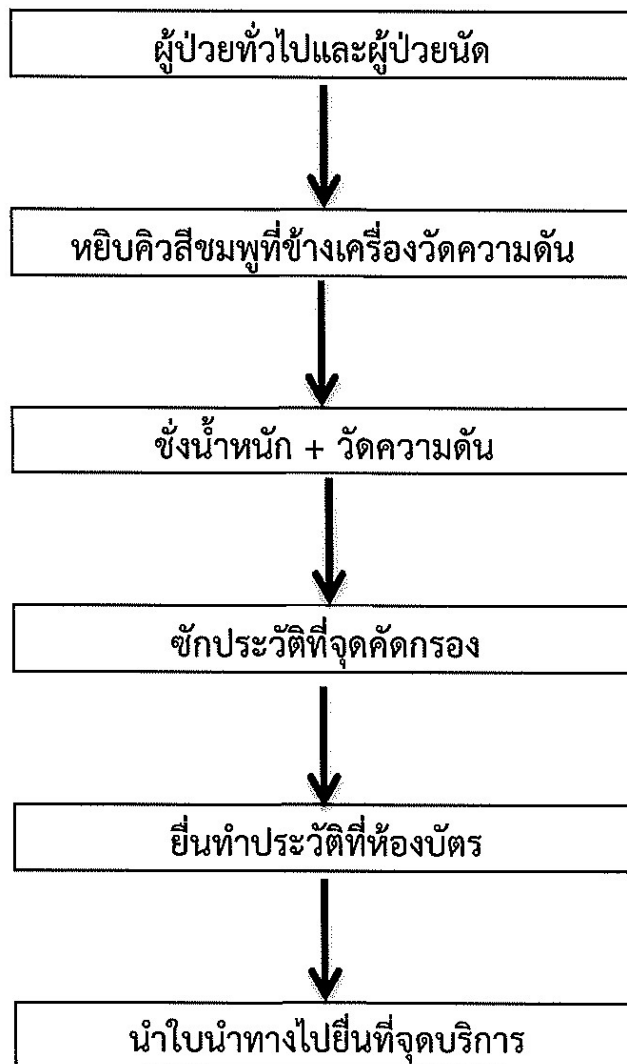 ผู้ป่วยทั่วไปและผู้ป่วยนัด
หยิบคิวสีชมพูที่ข้างเครื่องวัดความดัน
ชั่งน้ำหนัก + วัดความดัน
ซักประวัติที่จุดคัดกรอง
ยื่นทำประวัติที่ห้องบัตร
นำใบนำทางไปยื่นที่จุดบริการ